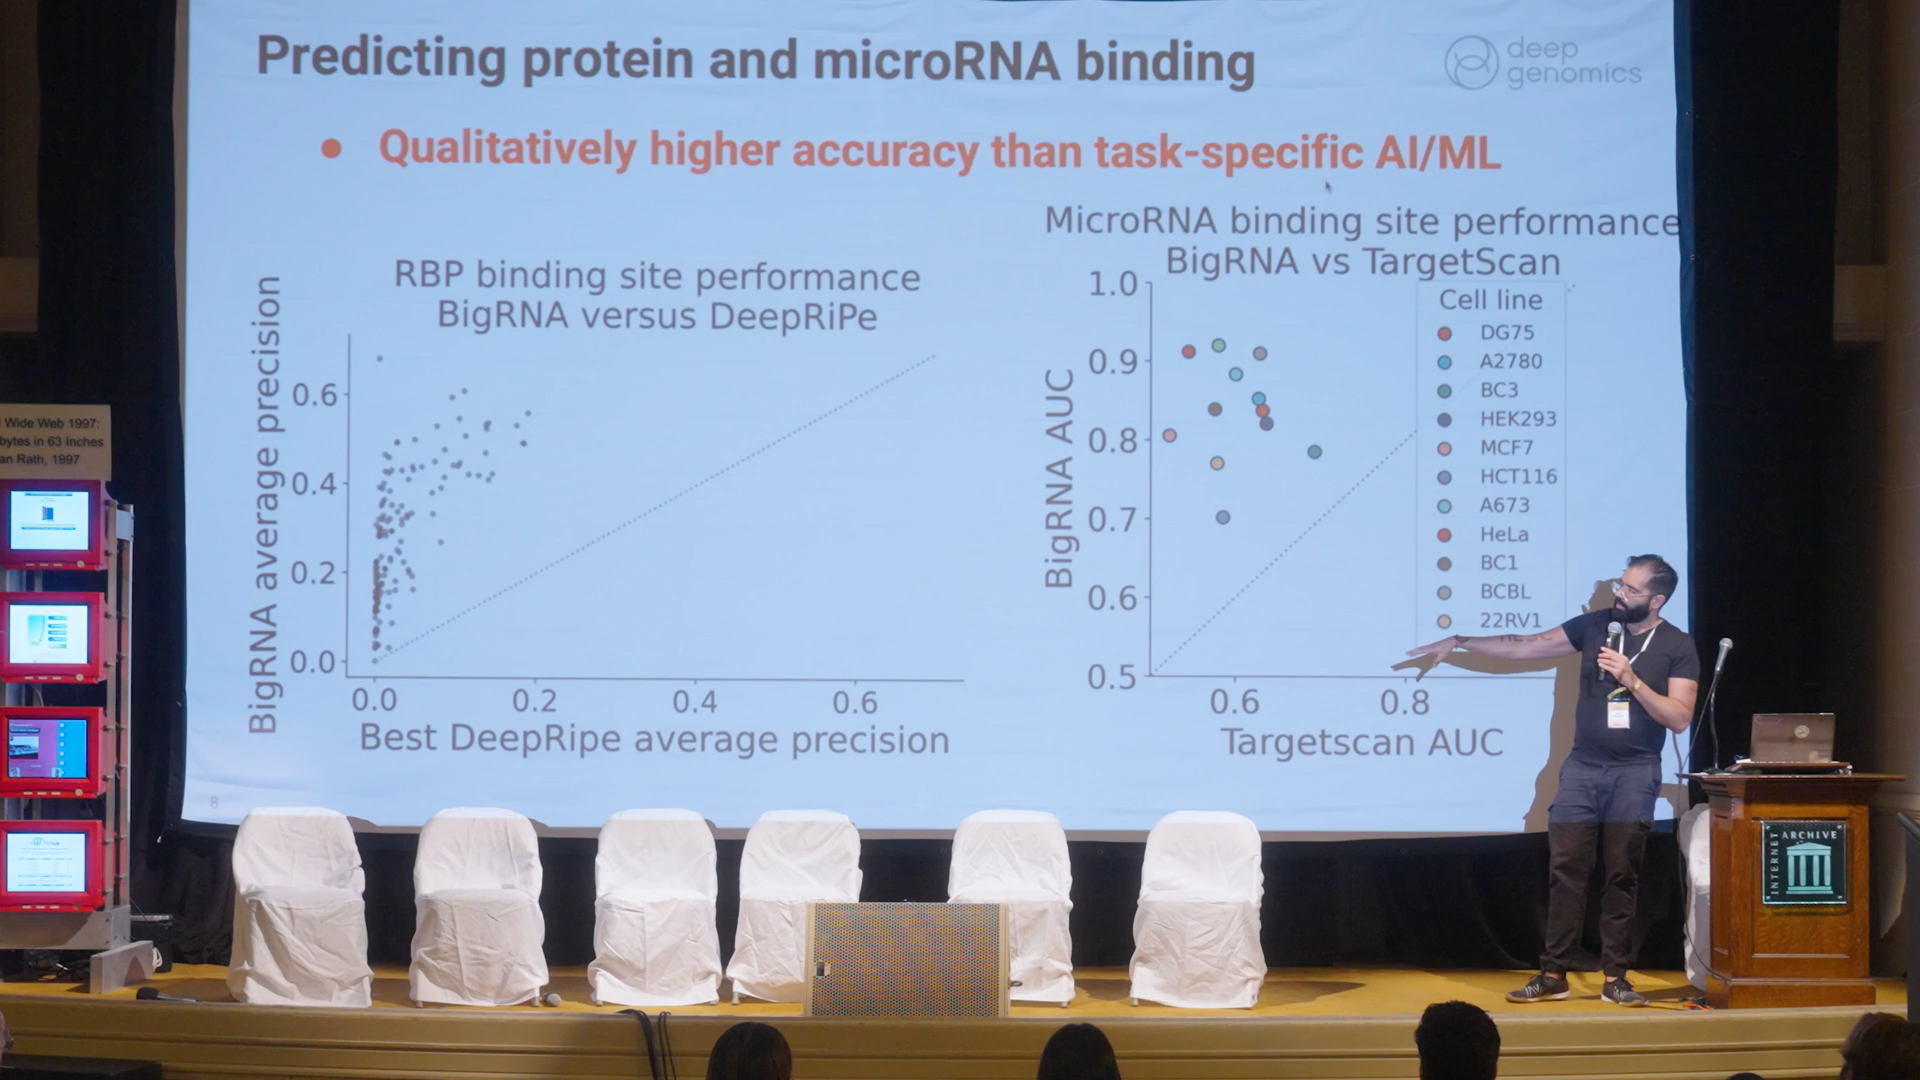 Predicting protein and microRNA binding
deep
genomics
• Qualitatively higher accuracy than task-specific AI/ML
RBP binding site performance
BigRNA versus DeepRiPe
BigRNA average precision
0.6
0.4
0.2
0.0
0.0 0.2 0.4 0.6
Best DeepRipe average precision
MicroRNA binding site performance
BigRNA vs TargetScan
BigRNA AUC
1.0
0.9
0.8
0.7
0.6
0.5
0.6 0.8
Targetscan AUC
Cell line
DG75
A2780
BC3
HEK293
MCF7
HCT116
A673
HeLa
BC1
BCBL
22RV1
8
Wide Web 1997:
bytes in 63 Inches
an Rath, 1997
INTERNET
ARCHIVE